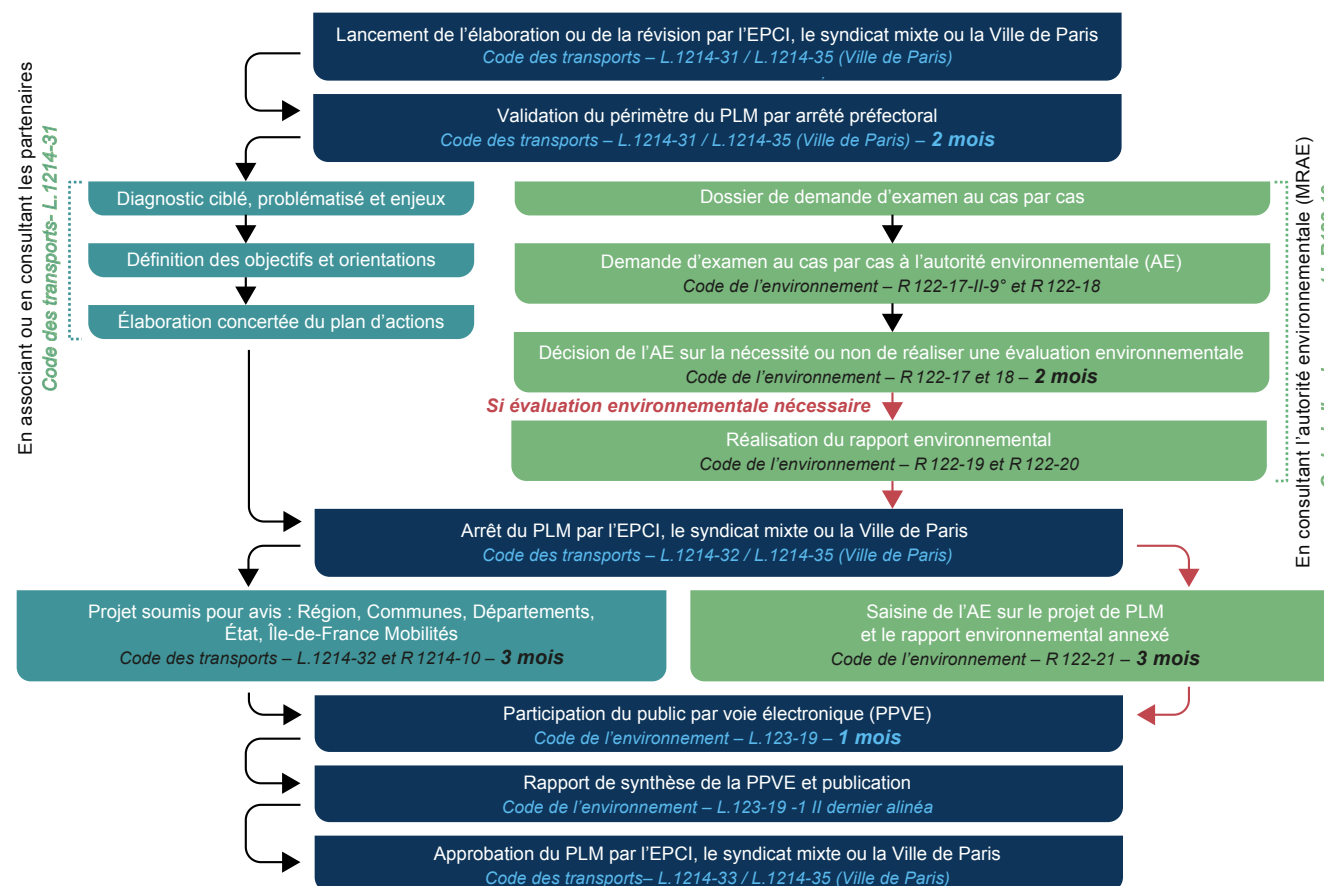 Lancement de l'élaboration ou de la révision par l'EPCI, le syndicat mixte ou la Ville de Paris
Code des transports – L.1214-31 / L.1214-35 (Ville de Paris)
Validation du périmètre du PLM par arrêté préfectoral
Code des transports – L.1214-31 / L.1214-35 (Ville de Paris) – 2 mois
En associant ou en consultant les partenaires
Code des transports- L.1214-31
Diagnostic ciblé, problématisé et enjeux
Définition des objectifs et orientations
Élaboration concertée du plan d'actions
Dossier de demande d'examen au cas par cas
Demande d'examen au cas par cas à l'autorité environnementale (AE)
Code de l'environnement – R 122-17-II-9° et R 122-18
Décision de l'AE sur la nécessité ou non de réaliser une évaluation environnementale
Code de l'environnement – R 122-17 et 18 – 2 mois
Si évaluation environnementale nécessaire
Réalisation du rapport environnemental
Code de l'environnement – R 122-19 et R 122-20
En consultant l'autorité environnementale (MRAE)
Arrêt du PLM par l'EPCI, le syndicat mixte ou la Ville de Paris
Code des transports – L.1214-32 / L.1214-35 (Ville de Paris)
Projet soumis pour avis : Région, Communes, Départements,
État, Île-de-France Mobilités
Code des transports – L.1214-32 et R 1214-10 – 3 mois
Saisine de l'AE sur le projet de PLM
et le rapport environnemental annexé
Code de l'environnement – R 122-21 – 3 mois
Participation du public par voie électronique (PPVE)
Code de l'environnement – L.123-19 – 1 mois
Rapport de synthèse de la PPVE et publication
Code de l'environnement – L.123-19 -1 II dernier alinéa
Approbation du PLM par l'EPCI, le syndicat mixte ou la Ville de Paris
Code des transports– L.1214-33 / L.1214-35 (Ville de Paris)